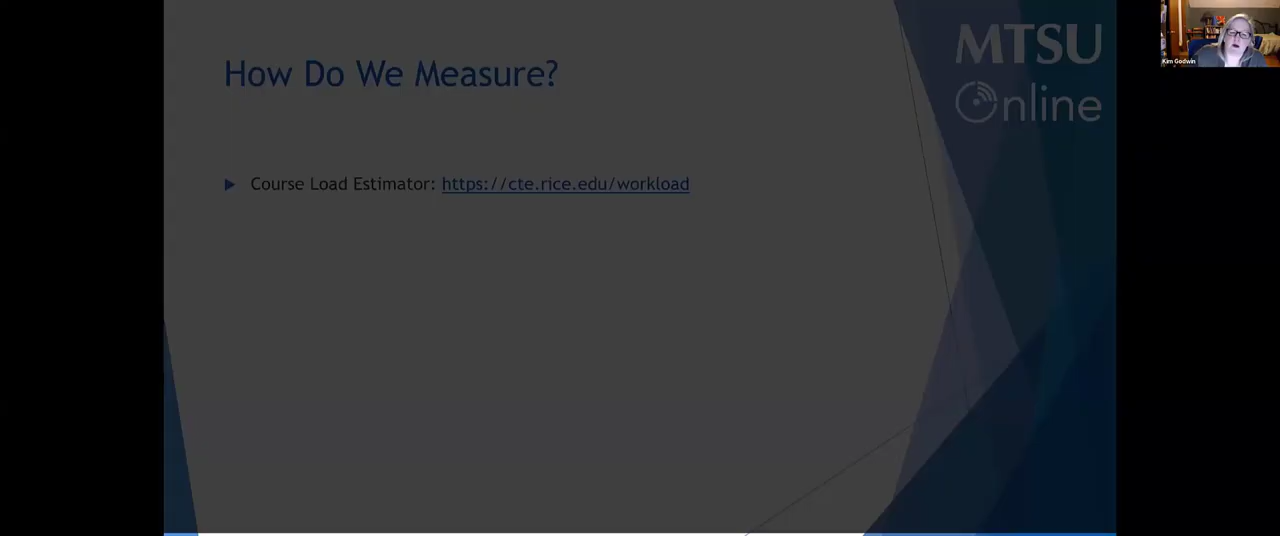 How Do We Measure?
Course Load Estimator: https://cte.rice.edu/workload
MTSU
Online
Kim Godwin